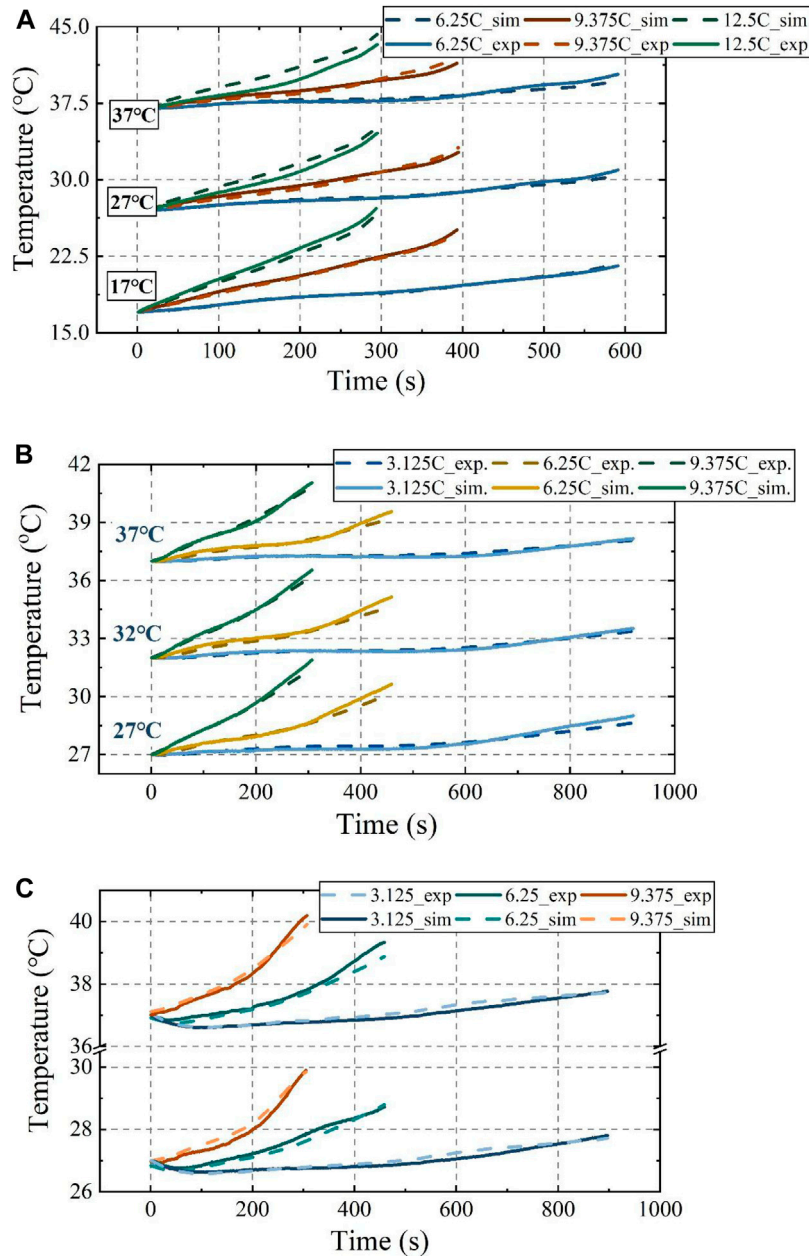 A
6.25C_sim 9.375C_sim 12.5C_sim
6.25C_exp 9.375C_exp 12.5C_exp
45.0
37.5
30.0
22.5
15.0
Temperature (°C)
37°C
27°C
17°C
0 100 200 300 400 500 600
Time (s)
B
3.125C_exp. 6.25C_exp. 9.375C_exp.
3.125C_sim. 6.25C_sim. 9.375C_sim.
42
39
36
33
30
27
Temperature (°C)
37°C
32°C
27°C
0 200 400 600 800 1000
Time (s)
C
3.125_exp 6.25_exp 9.375_exp
3.125_sim 6.25_sim 9.375_sim
40
38
36
30
28
26
Temperature (°C)
0 200 400 600 800 1000
Time (s)